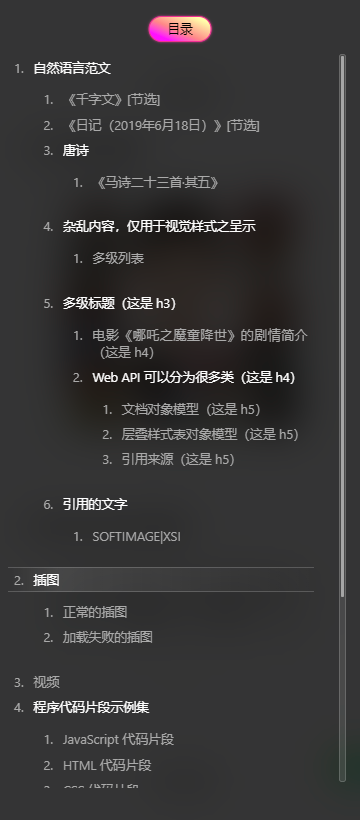 目录
1. 自然语言范文
1. 《千字文》[节选]
2. 《日记（2019年6月18日）》[节选]
3. 唐诗
1. 《马诗二十三首·其五》
4. 杂乱内容，仅用于视觉样式之呈示
1. 多级列表
5. 多级标题（这是 h3）
1. 电影《哪吒之魔童降世》的剧情简介
（这是 h4）
2. Web API 可以分为很多类（这是 h4）
1. 文档对象模型（这是 h5）
2. 层叠样式表对象模型（这是 h5）
3. 引用来源（这是 h5）
6. 引用的文字
1. SOFTIMAGE|XSI
2. 插图
1. 正常的插图
2. 加载失败的插图
3. 视频
4. 程序代码片段示例集
1. JavaScript 代码片段
2. HTML 代码片段
3. CSS 代码片段